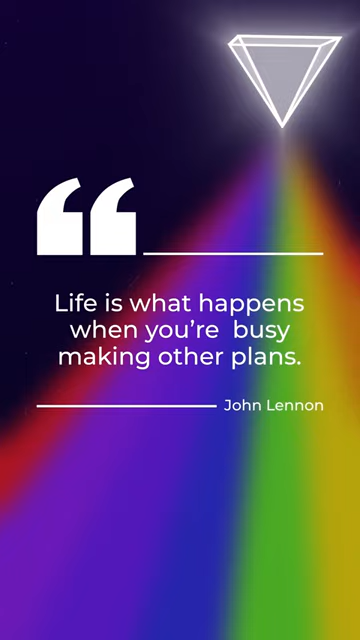 Life is what happens
when you’re  busy
making other plans.
John Lennon